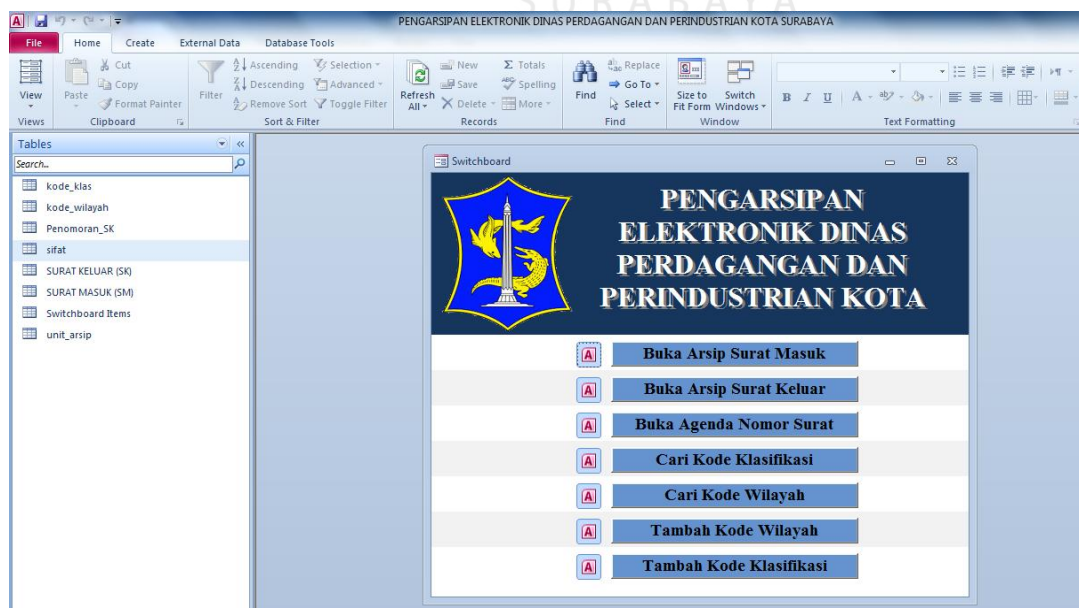 SURABAYA
PENGARSIPAN ELEKTRONIK DINAS PERDAGANGAN DAN PERINDUSTRIAN KOTA SURABAYA
File Home Create External Data Database Tools
View
Views
Paste
Cut
Copy
Format Painter
Clipboard
Filter
Ascending
Descending
Remove Sort
Selection
Advanced
Toggle Filter
Sort & Filter
Refresh
All
New
Save
Delete
Totals
Spelling
More
Records
Find
Replace
Go To
Select
Find
Size to
Fit Form
Switch
Windows
Window
B I U A
Text Formatting
Tables
Search..
kode_klas
kode_wilayah
Penomoran_SK
sifat
SURAT KELUAR (SK)
SURAT MASUK (SM)
Switchboard Items
unit_arsip
Switchboard
PENGARSIPAN
ELEKTRONIK DINAS
PERDAGANGAN DAN
PERINDUSTRIAN KOTA
Buka Arsip Surat Masuk
Buka Arsip Surat Keluar
Buka Agenda Nomor Surat
Cari Kode Klasifikasi
Cari Kode Wilayah
Tambah Kode Wilayah
Tambah Kode Klasifikasi